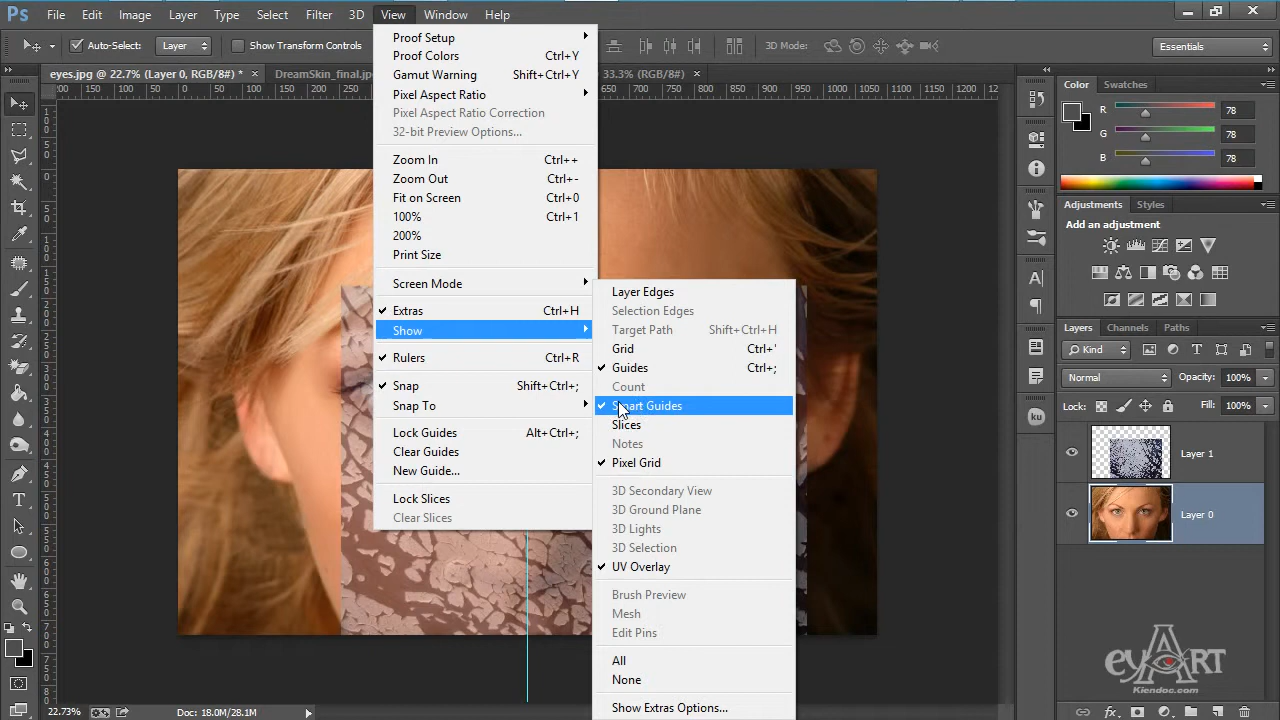 Ps File Edit Image Layer Type Select Filter 3D View Window Help
Auto-Select: Layer Show Transform Controls 3D Mode: Essentials
eyes.jpg @ 22.7% (Layer 0, RGB/8#) * × DreamSkin_final.jp 33.3% (RGB/8#) ×
Proof Setup
Proof Colors Ctrl+Y
Gamut Warning Shift+Ctrl+Y
Pixel Aspect Ratio
Pixel Aspect Ratio Correction
32-bit Preview Options...
Zoom In Ctrl++
Zoom Out Ctrl+-
Fit on Screen Ctrl+0
100% Ctrl+1
200%
Print Size
Screen Mode
Extras Ctrl+H
Show
Rulers Ctrl+R
Snap Shift+Ctrl+;
Snap To
Lock Guides Alt+Ctrl+;
Clear Guides
New Guide...
Lock Slices
Clear Slices
Layer Edges
Selection Edges
Target Path Shift+Ctrl+H
Grid Ctrl+'
Guides Ctrl+;
Count
Smart Guides
Slices
Notes
Pixel Grid
3D Secondary View
3D Ground Plane
3D Lights
3D Selection
UV Overlay
Brush Preview
Mesh
Edit Pins
All
None
Show Extras Options...
Color Swatches
R 78
G 78
B 78
Adjustments Styles
Add an adjustment
Layers Channels Paths
Kind
Normal Opacity: 100%
Lock: Fill: 100%
Layer 1
Layer 0
ku
eyART
Kiendoc.com
22.73% Doc: 18.0M/28.1M